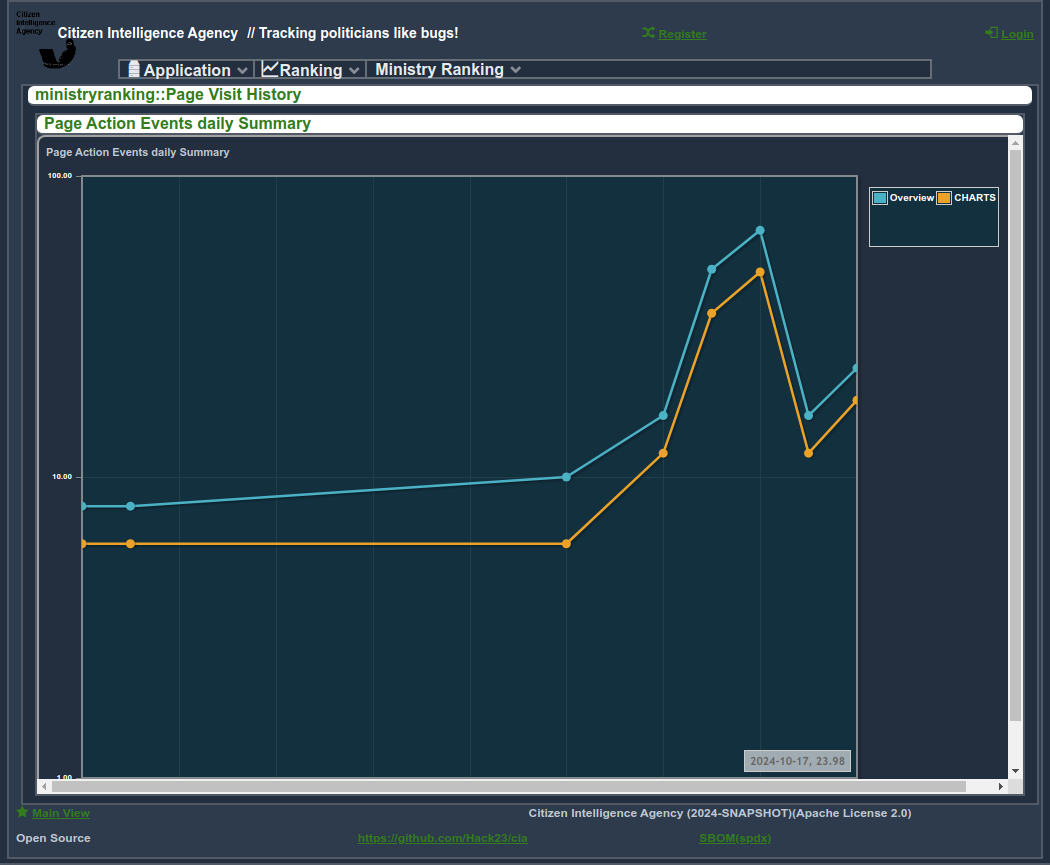 Citizen
Intelligence
Agency
Citizen Intelligence Agency // Tracking politicians like bugs!
Register
Login
Application
Ranking
Ministry Ranking
ministryranking::Page Visit History
Page Action Events daily Summary
Page Action Events daily Summary
100.00
Overview
CHARTS
10.00
2024-10-17, 23.98
1.00
Main View
Citizen Intelligence Agency (2024-SNAPSHOT)(Apache License 2.0)
Open Source
https://github.com/Hack23/cia
SBOM(spdx)